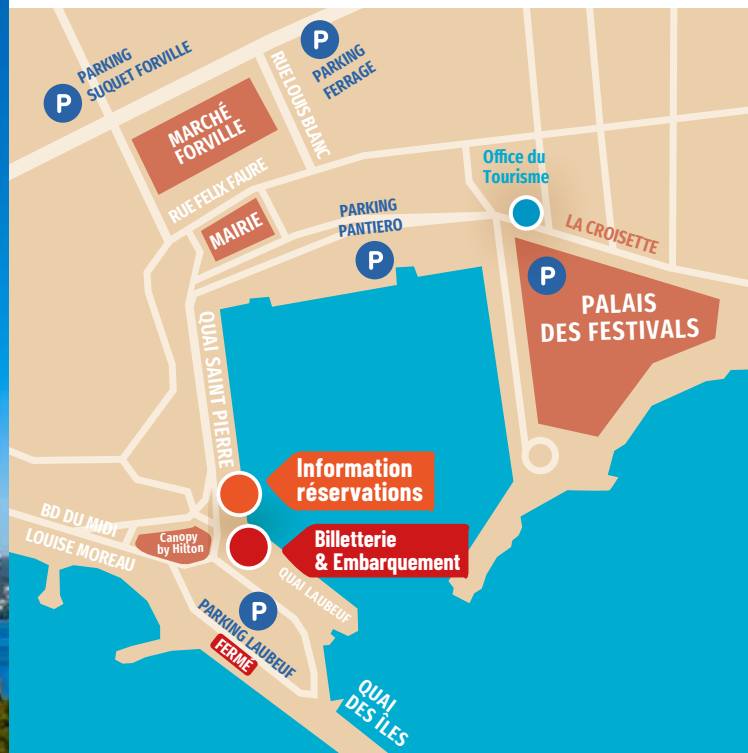 P
PARKING
SUQUET FORVILLE
P
PARKING
FERRAGE
RUE LOUIS BLANC
MARCHÉ
FORVILLE
RUE FELIX FAURE
MAIRIE
PARKING
PANTIERO
P
Office du
Tourisme
LA CROISETTE
P
PALAIS
DES FESTIVALS
QUAI SAINT PIERRE
Information
réservations
Billetterie
& Embarquement
BD DU MIDI
LOUISE MOREAU
Canopy
by Hilton
QUAI LAUBEUF
P
PARKING LAUBEUF
FERMÉ
QUAI
DES ÎLES